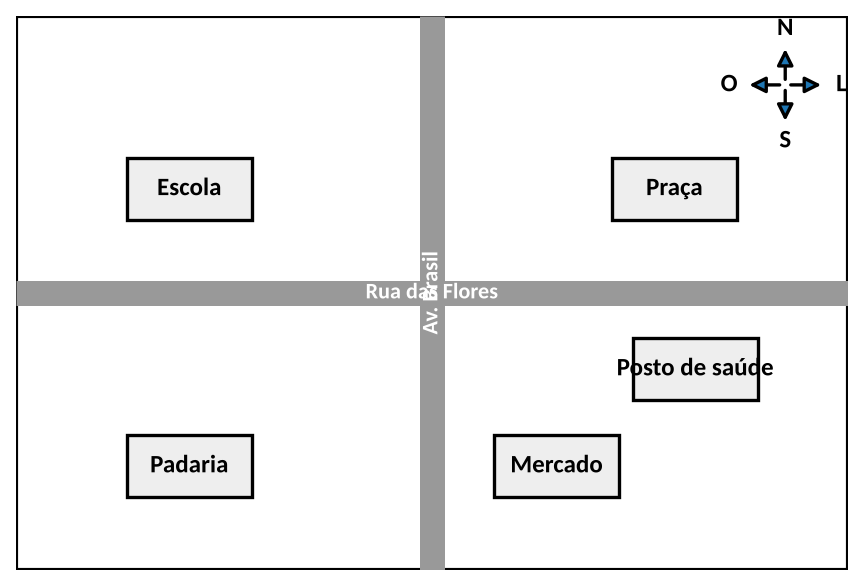 N
O
L
S
Escola
Praça
Av. Brasil
Rua das Flores
Posto de saúde
Padaria
Mercado